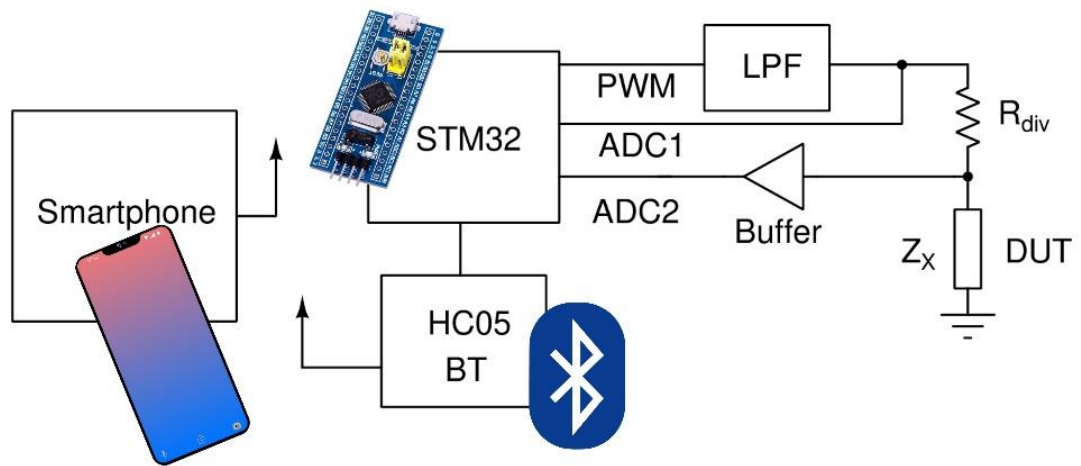 Smartphone
STM32
PWM
LPF
ADC1
ADC2
Buffer
R_div
Z_X
DUT
HC05
BT